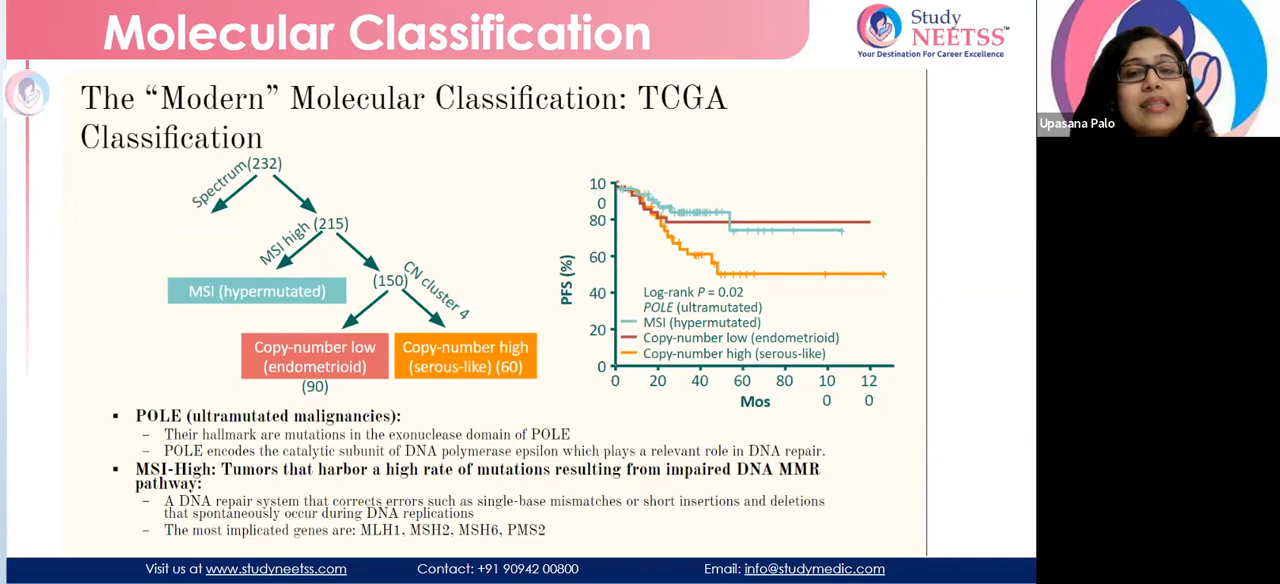 Molecular Classification
Study
NEETSS™
Your Destination For Career Excellence
Upasana Palo
The “Modern” Molecular Classification: TCGA
Classification
Spectrum
(232)
MSI high
(215)
MSI (hypermutated)
(150)
CN cluster 4
Copy-number low
(endometrioid)
(90)
Copy-number high
(serous-like) (60)
PFS (%)
10
0
80
60
40
20
0
Log-rank P = 0.02
POLE (ultramutated)
MSI (hypermutated)
Copy-number low (endometrioid)
Copy-number high (serous-like)
0 20 40 60 80 10 12
0 0
Mos
▪ POLE (ultramutated malignancies):
– Their hallmark are mutations in the exonuclease domain of POLE
– POLE encodes the catalytic subunit of DNA polymerase epsilon which plays a relevant role in DNA repair.
▪ MSI-High: Tumors that harbor a high rate of mutations resulting from impaired DNA MMR
pathway:
– A DNA repair system that corrects errors such as single-base mismatches or short insertions and deletions
that spontaneously occur during DNA replications
– The most implicated genes are: MLH1, MSH2, MSH6, PMS2
Visit us at www.studyneetss.com Contact: +91 90942 00800 Email: info@studymedic.com